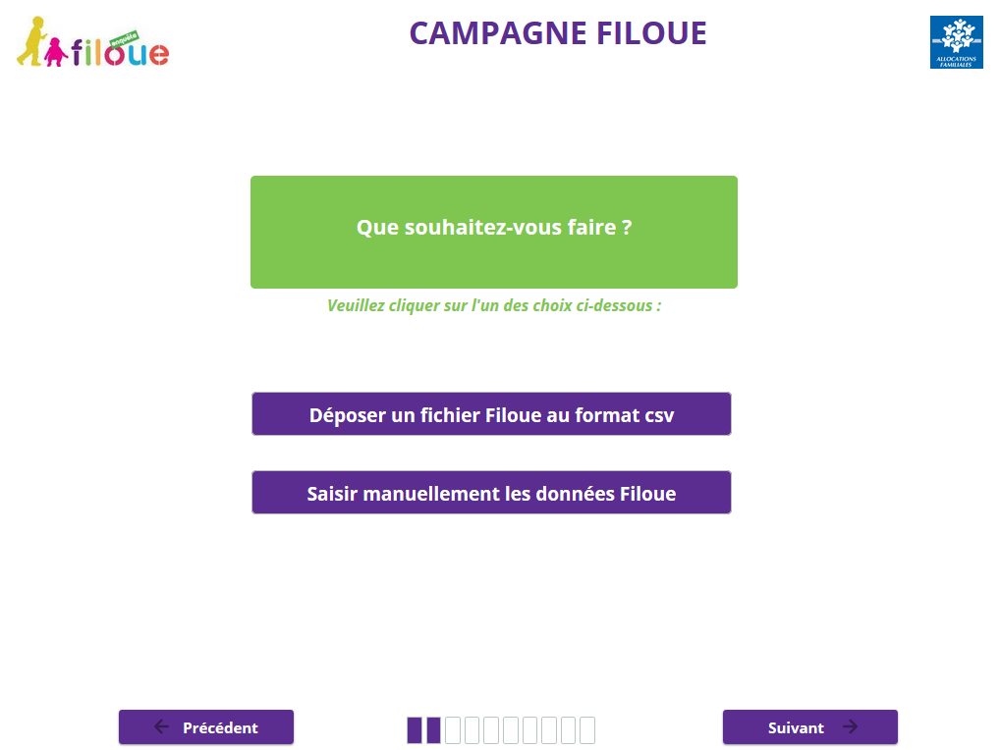 filoue
enquête
CAMPAGNE FILOUE
ALLOCATIONS
FAMILIALES
Que souhaitez-vous faire ?
Veuillez cliquer sur l'un des choix ci-dessous :
Déposer un fichier Filoue au format csv
Saisir manuellement les données Filoue
Précédent
Suivant